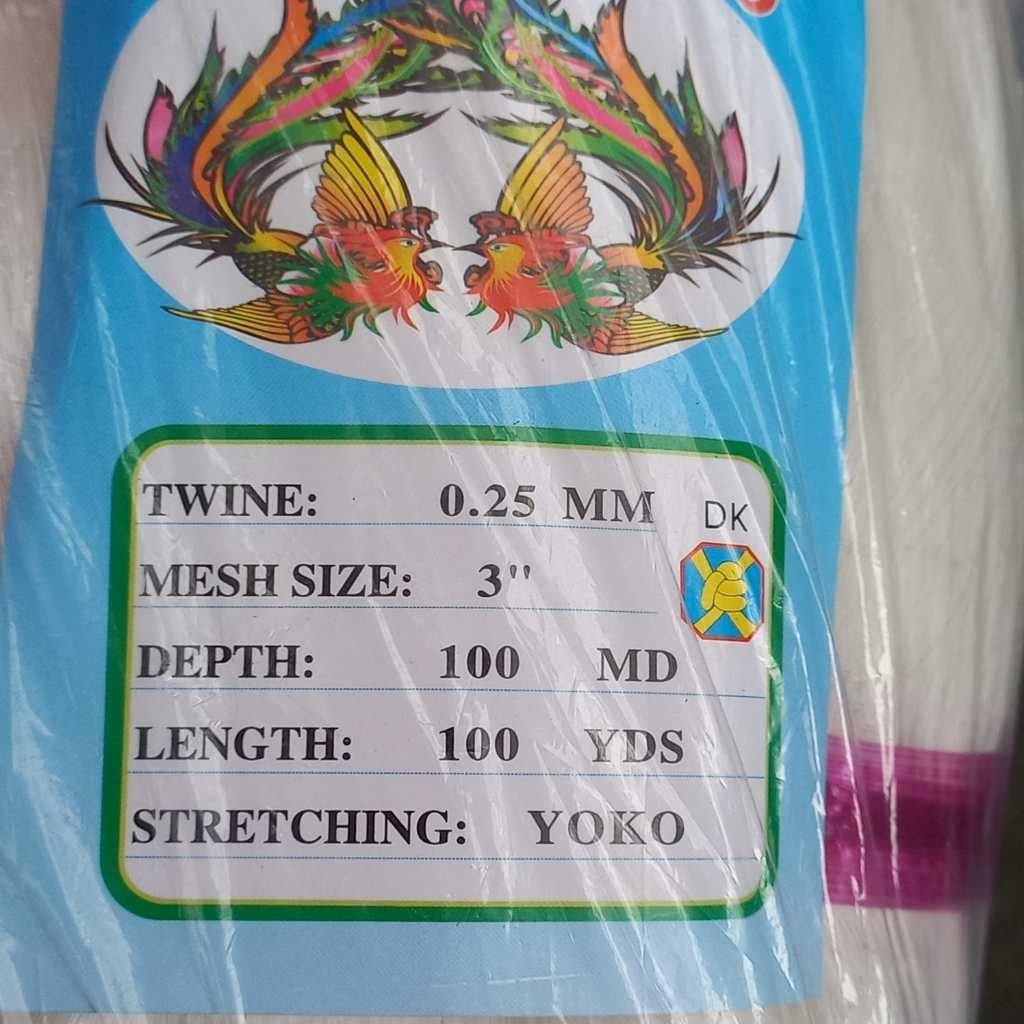 TWINE: 0.25 MM
DK
MESH SIZE: 3"
DEPTH: 100 MD
LENGTH: 100 YDS
STRETCHING: YOKO